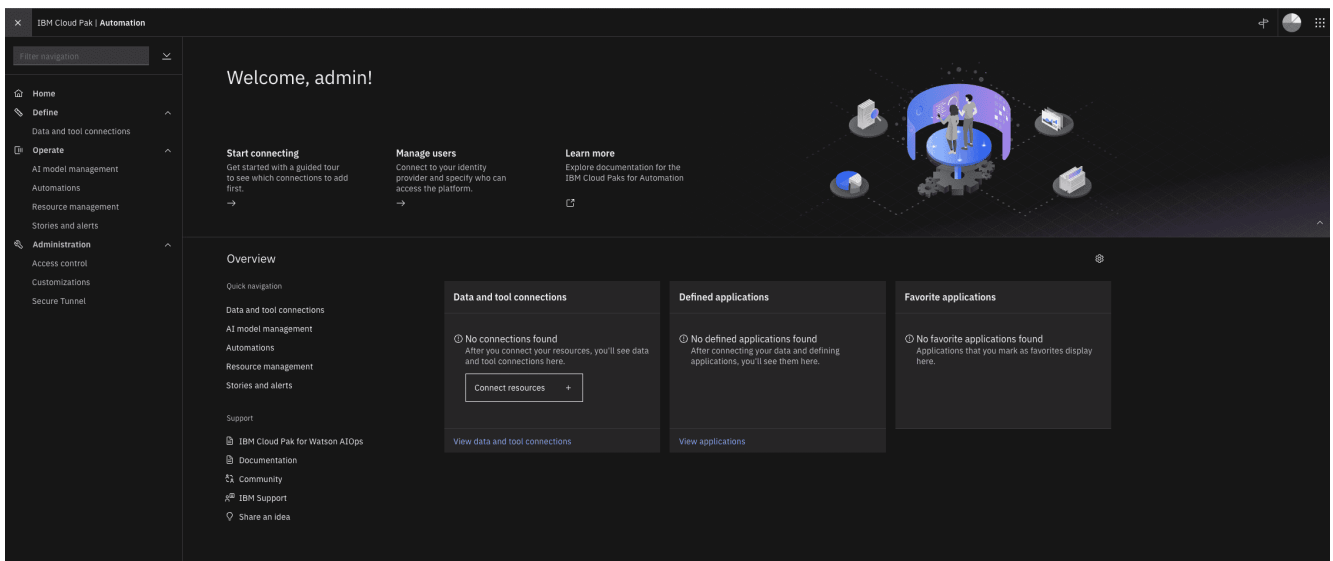 IBM Cloud Pak | Automation
Filter navigation
Home
Define
Data and tool connections
Operate
AI model management
Automations
Resource management
Stories and alerts
Administration
Access control
Customizations
Secure Tunnel
Welcome, admin!
Start connecting
Get started with a guided tour
to see which connections to add
first.
Manage users
Connect to your identity
provider and specify who can
access the platform.
Learn more
Explore documentation for the
IBM Cloud Paks for Automation
Overview
Quick navigation
Data and tool connections
AI model management
Automations
Resource management
Stories and alerts
Support
IBM Cloud Pak for Watson AIOps
Documentation
Community
IBM Support
Share an idea
Data and tool connections
No connections found
After you connect your resources, you'll see data
and tool connections here.
Connect resources +
View data and tool connections
Defined applications
No defined applications found
After connecting your data and defining
applications, you'll see them here.
View applications
Favorite applications
No favorite applications found
Applications that you mark as favorites display
here.